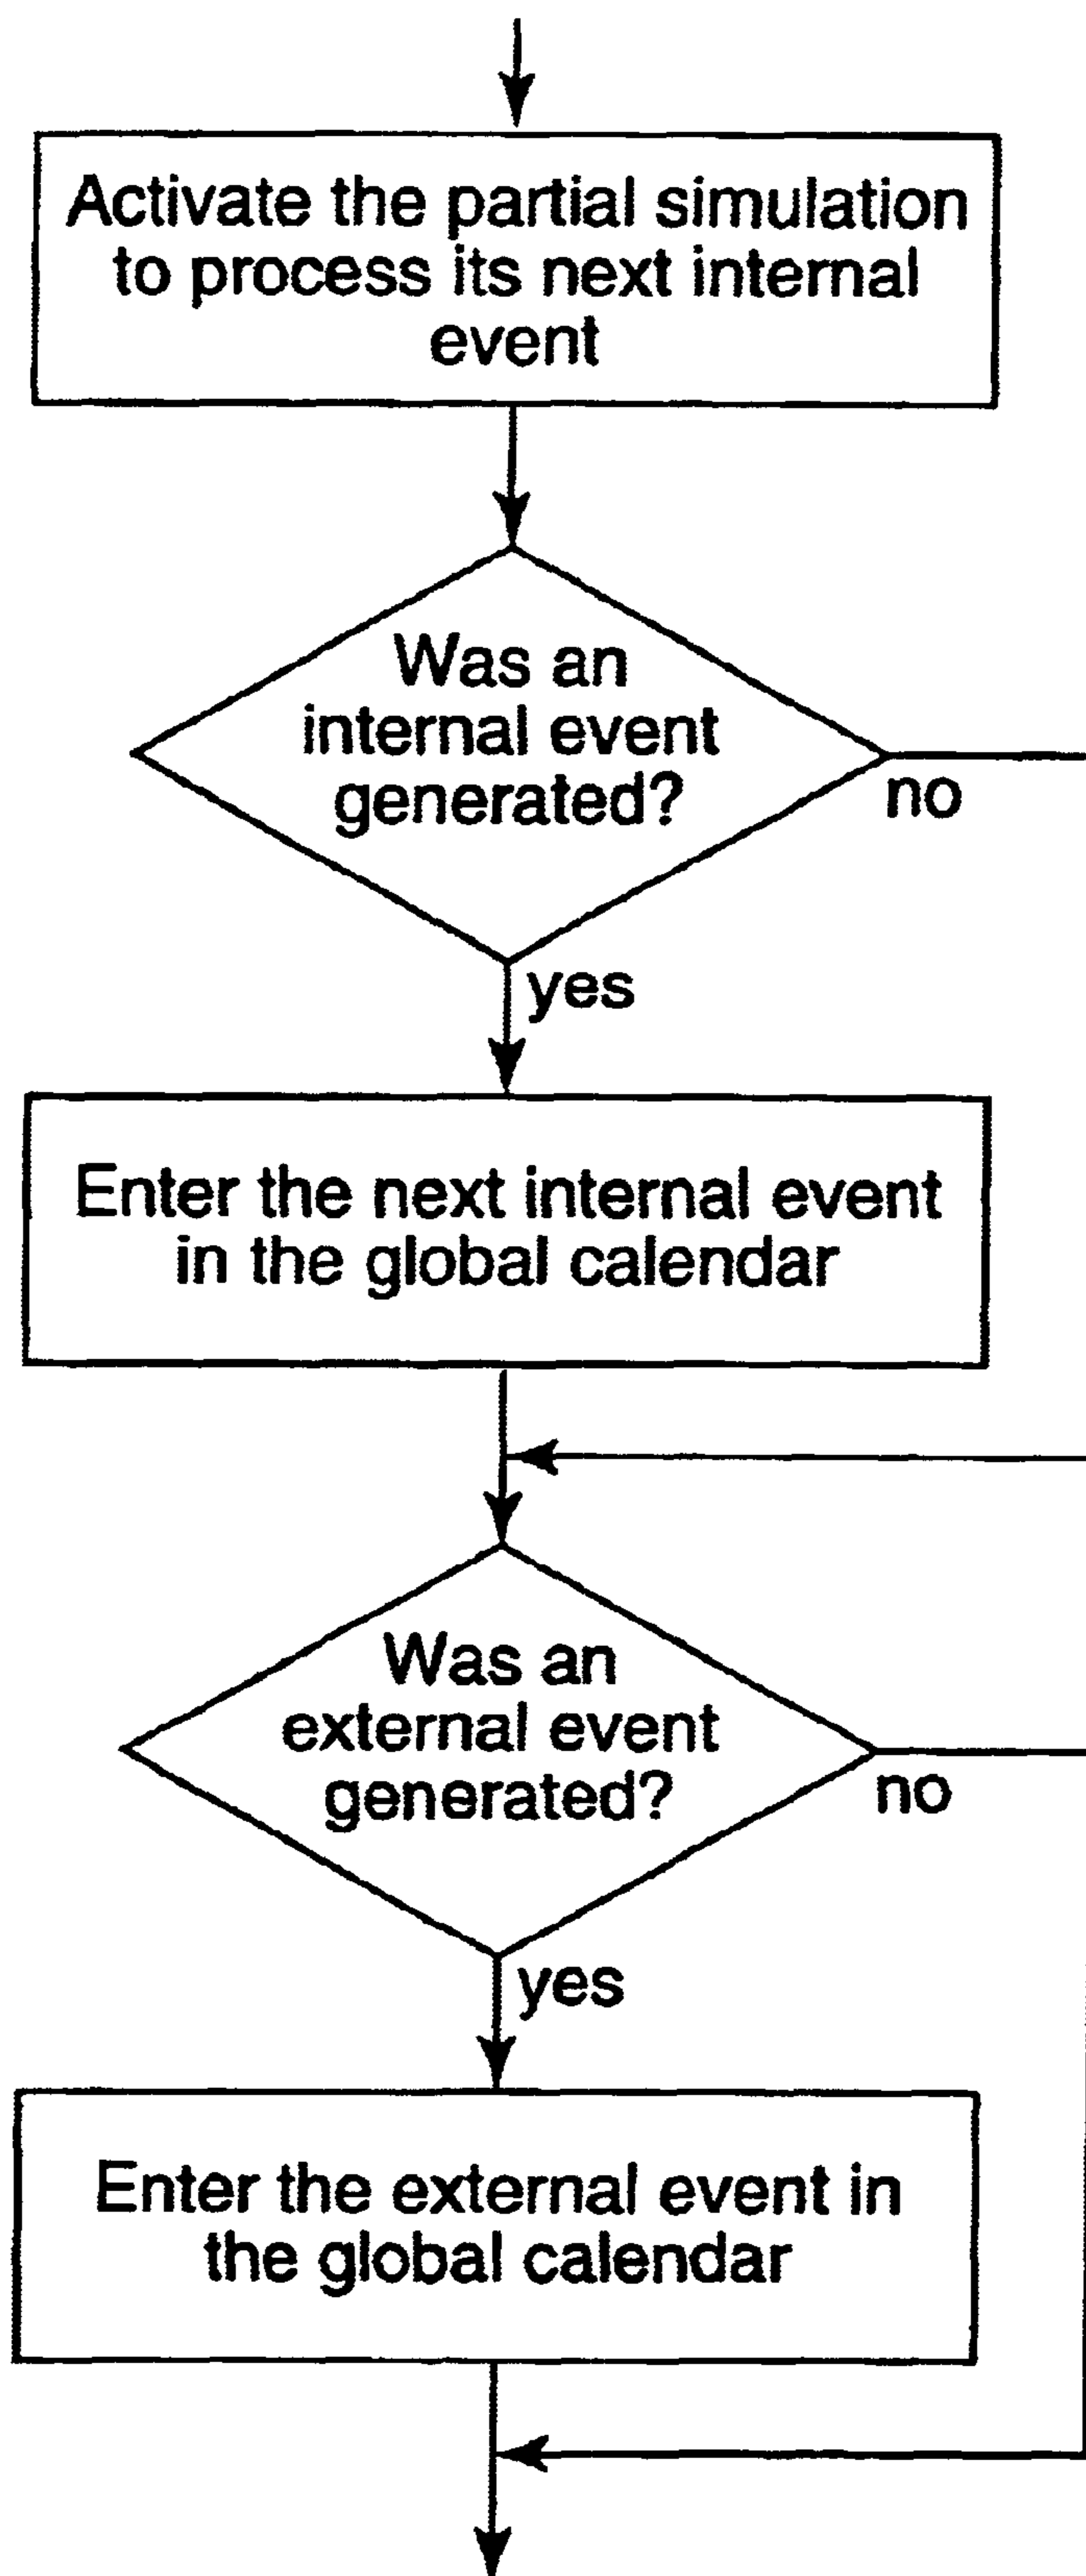 Activate the partial simulation
to process its next internal
event
Was an
internal event
generated?
no
yes
Enter the next internal event
in the global calendar
Was an
external event
generated?
no
yes
Enter the external event in
the global calendar